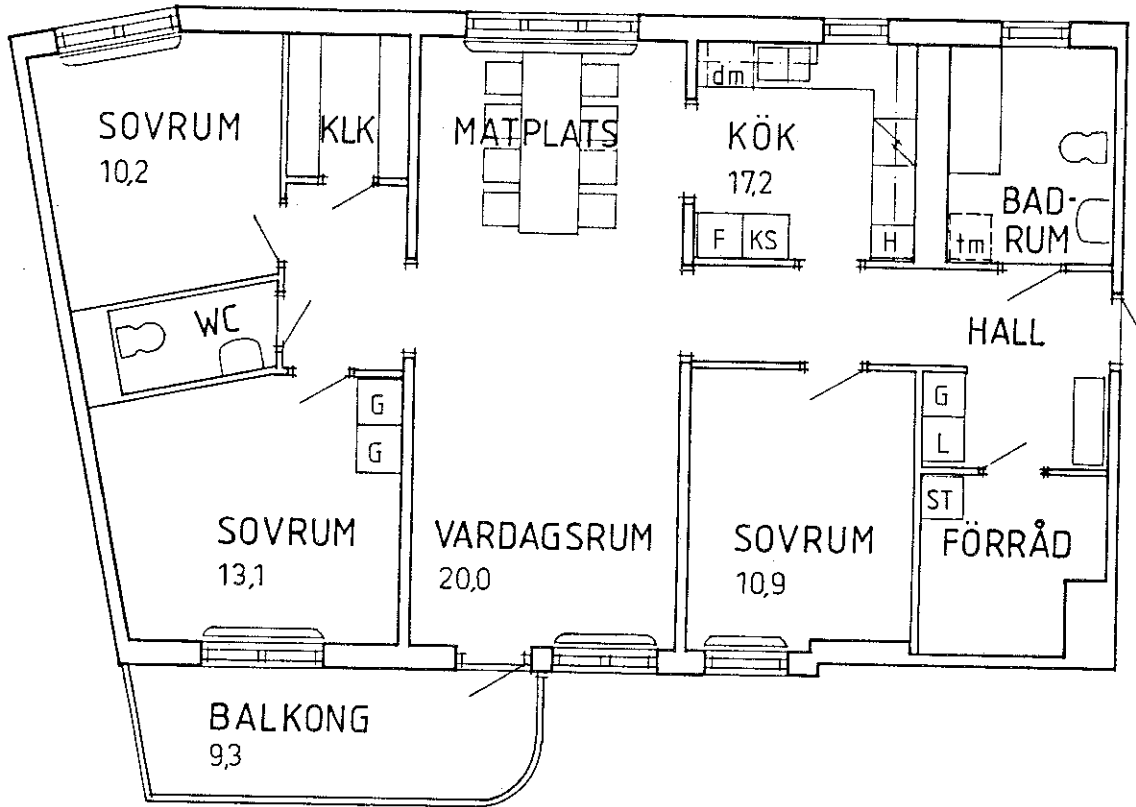 SOVRUM
10,2
KLK
MATPLATS
dm
KÖK
17,2
F
KS
H
BAD-
RUM
tm
WC
HALL
G
G
G
L
ST
SOVRUM
13,1
VARDAGSRUM
20,0
SOVRUM
10,9
FÖRRÅD
BALKONG
9,3